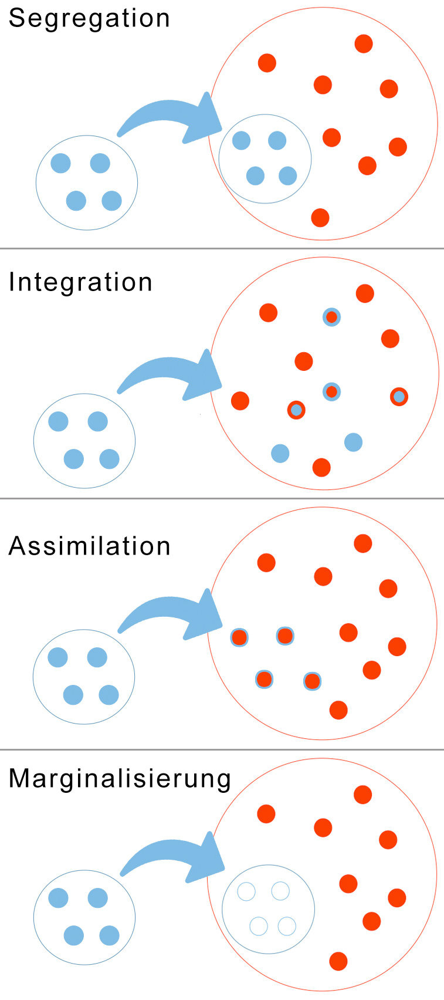 Segregation
Integration
Assimilation
Marginalisierung